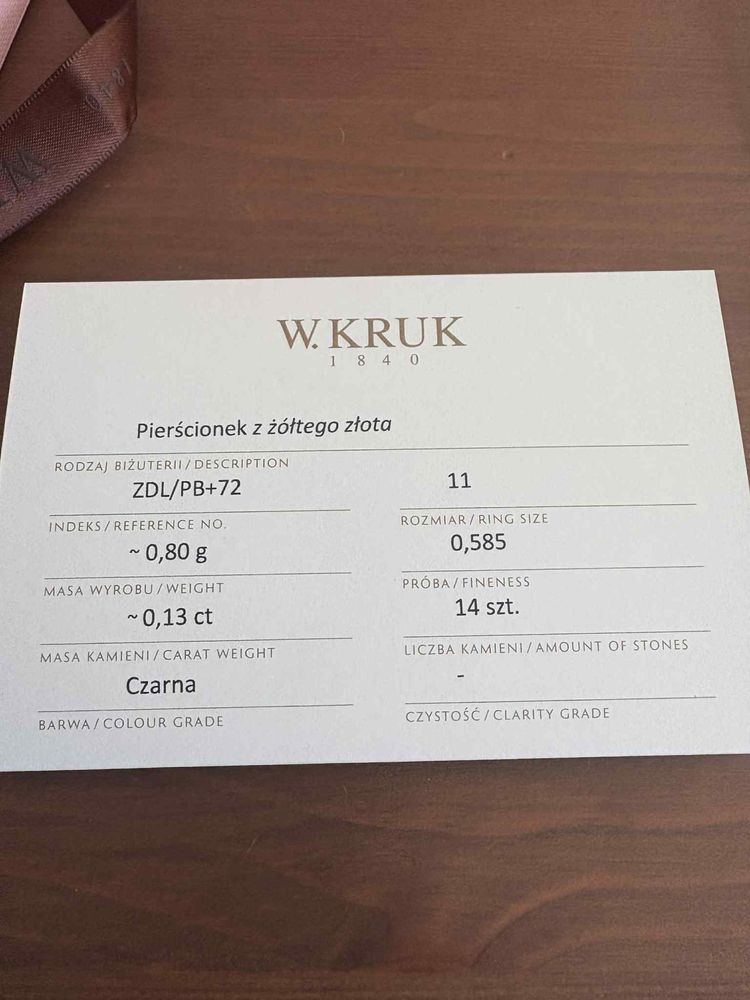 W.KRUK
1840
Pierścionek z żółtego złota
RODZAJ BIŻUTERII / DESCRIPTION
ZDL/PB+72
INDEKS / REFERENCE NO.
11
ROZMIAR / RING SIZE
~ 0,80 g
MASA WYROBU / WEIGHT
0,585
PRÓBA / FINENESS
~ 0,13 ct
MASA KAMIENI / CARAT WEIGHT
14 szt.
LICZBA KAMIENI / AMOUNT OF STONES
Czarna
BARWA / COLOUR GRADE
-
CZYSTOŚĆ / CLARITY GRADE